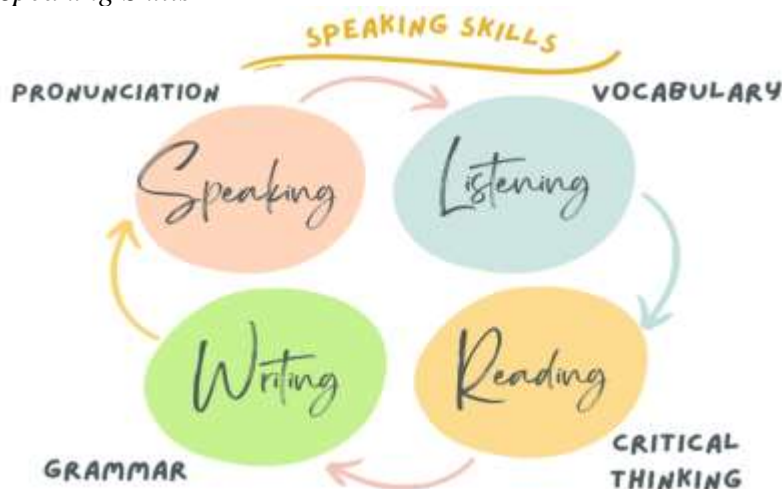 SPEAKING SKILLS
PRONUNCIATION
VOCABULARY
Speaking
Listening
Writing
Reading
GRAMMAR
CRITICAL
THINKING